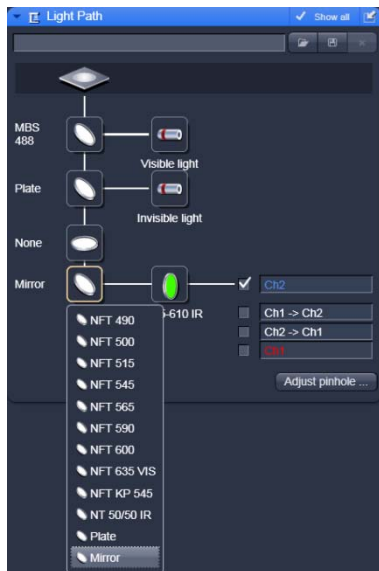 Light Path
Show all
MBS
488
Visible light
Plate
Invisible light
None
Mirror
Ch2
-610 IR
Ch1 -> Ch2
Ch2 -> Ch1
Ch1
Adjust pinhole ...
NFT 490
NFT 500
NFT 515
NFT 545
NFT 565
NFT 590
NFT 600
NFT 635 VIS
NFT KP 545
NT 50/50 IR
Plate
Mirror